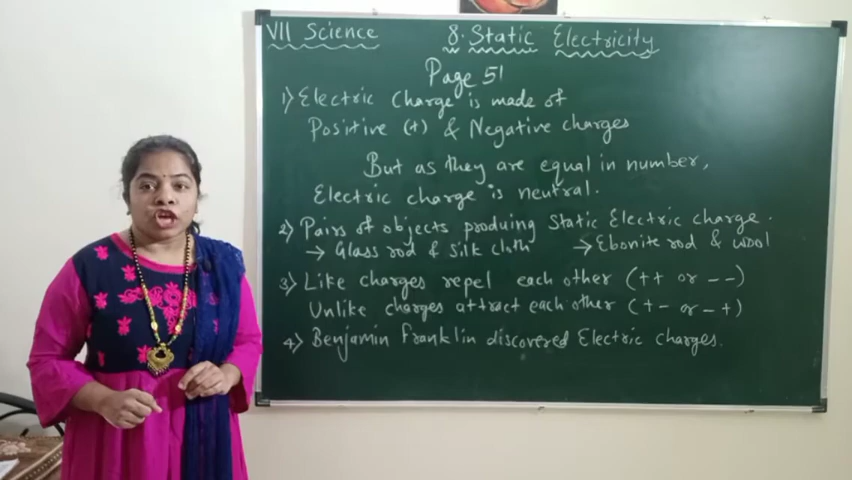 VII Science 8. Static Electricity
Page 51
1) Electric Charge is made of
Positive (+) & Negative charges
But as they are equal in number,
Electric charge is neutral.
2) Pairs of objects produing Static Electric charge.
→ Glass rod & Silk cloth → Ebonite rod & wool
3) Like charges repel each other (++ or --)
Unlike charges attract each other (+- or -+)
4) Benjamin Franklin discovered Electric charges.